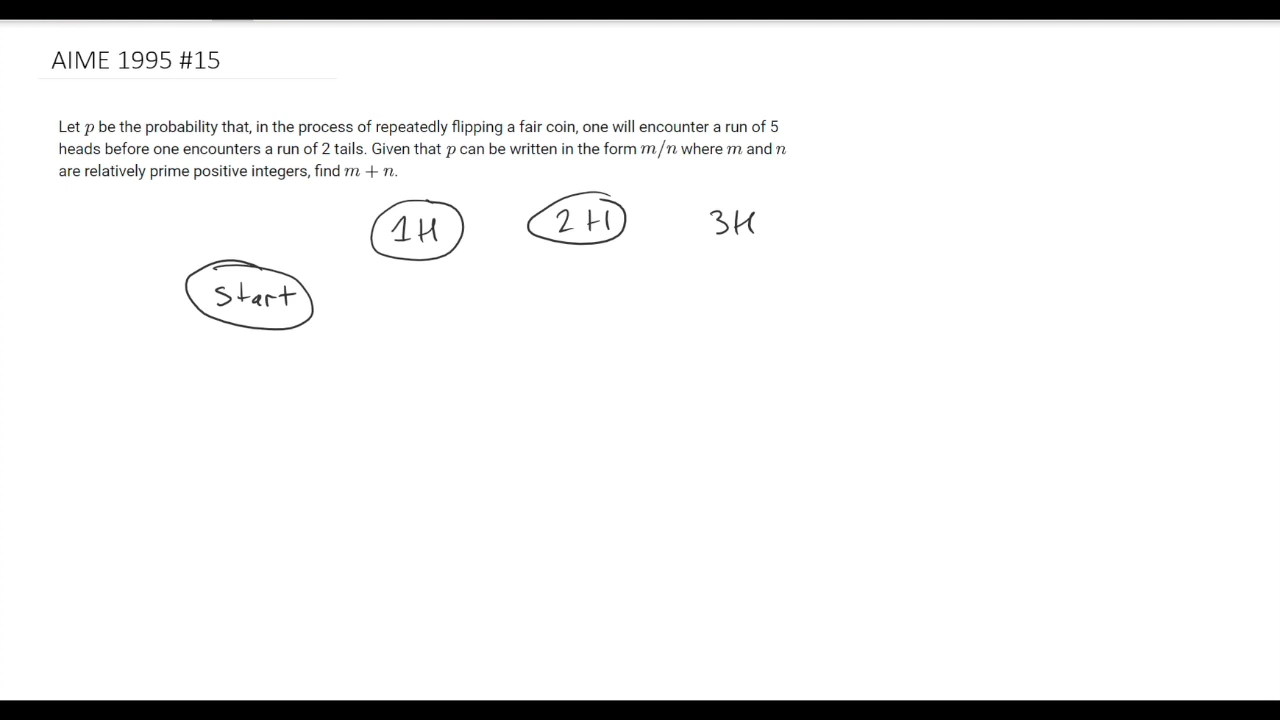 AIME 1995 #15
Let p be the probability that, in the process of repeatedly flipping a fair coin, one will encounter a run of 5
heads before one encounters a run of 2 tails. Given that p can be written in the form m/n where m and n
are relatively prime positive integers, find m + n.
1H 2H 3H
Start